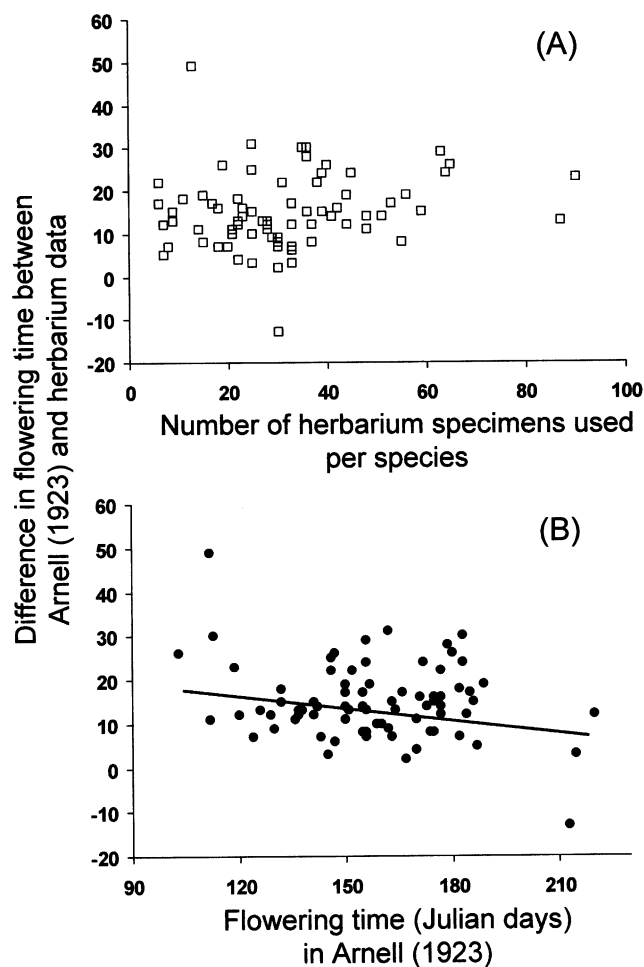 Difference in flowering time between
Arnell (1923) and herbarium data
(A)
60
50
40
30
20
10
0
-10
-20
0 20 40 60 80 100
Number of herbarium specimens used
per species
(B)
60
50
40
30
20
10
0
-10
-20
90 120 150 180 210
Flowering time (Julian days)
in Arnell (1923)